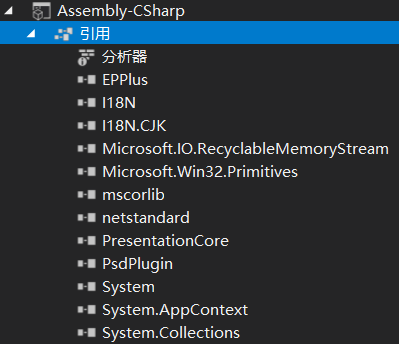 Assembly-CSharp
引用
分析器
EPPlus
I18N
I18N.CJK
Microsoft.IO.RecyclableMemoryStream
Microsoft.Win32.Primitives
mscorlib
netstandard
PresentationCore
PsdPlugin
System
System.AppContext
System.Collections